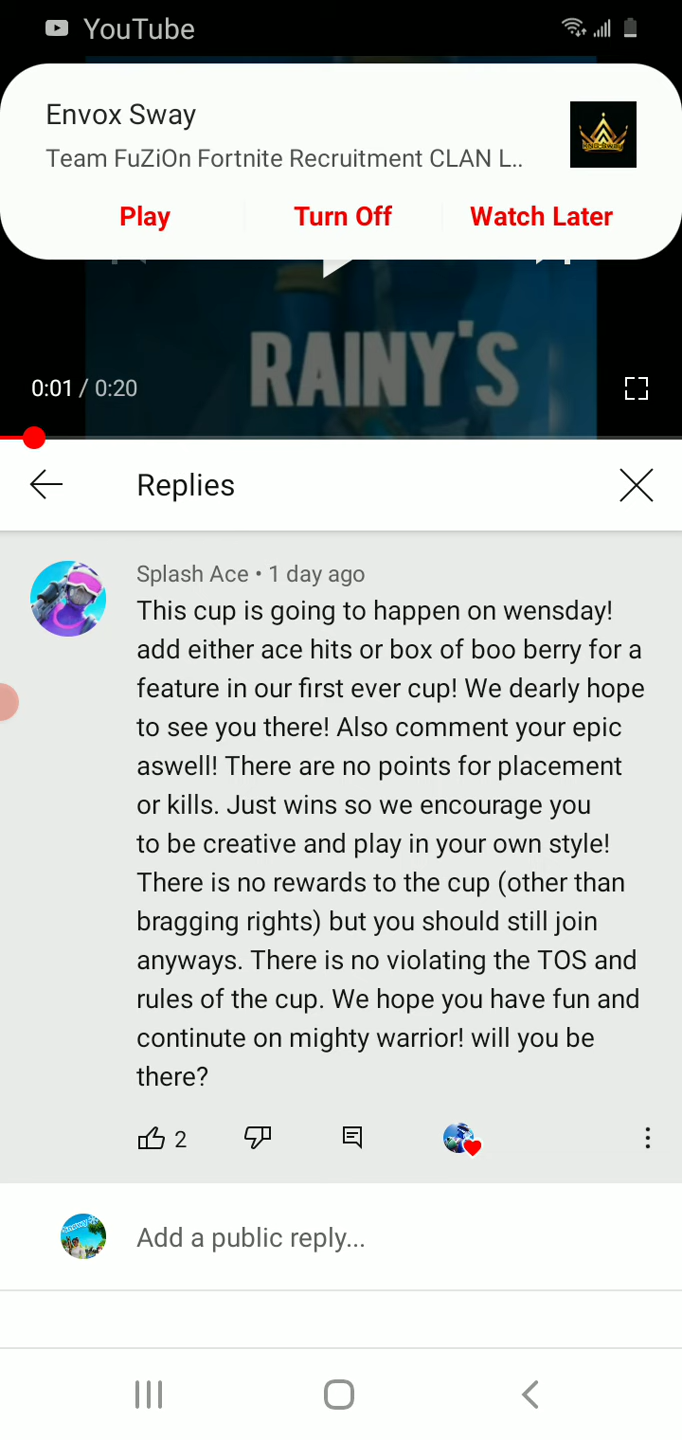 YouTube
Envox Sway
Team FuZiOn Fortnite Recruitment CLAN L..
Play Turn Off Watch Later
RAINY'S
0:01 / 0:20
Replies
Splash Ace • 1 day ago
This cup is going to happen on wensday!
add either ace hits or box of boo berry for a
feature in our first ever cup! We dearly hope
to see you there! Also comment your epic
aswell! There are no points for placement
or kills. Just wins so we encourage you
to be creative and play in your own style!
There is no rewards to the cup (other than
bragging rights) but you should still join
anyways. There is no violating the TOS and
rules of the cup. We hope you have fun and
continute on mighty warrior! will you be
there?
2
Add a public reply...